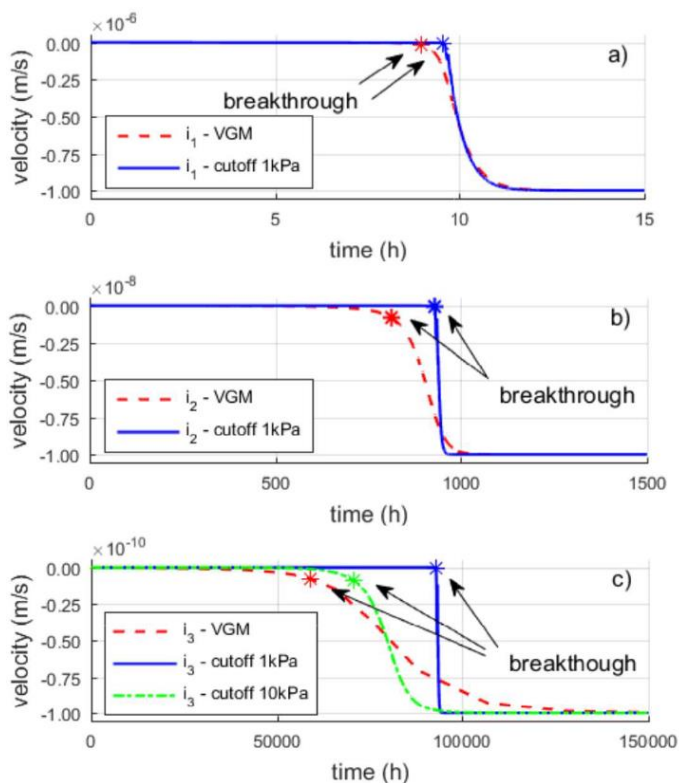 × 10-6
0.00
-0.25
-0.50
-0.75
-1.00
velocity (m/s)
a)
breakthrough
i1 - VGM
i1 - cutoff 1kPa
0 5 10 15
time (h)
× 10-8
0.00
-0.25
-0.50
-0.75
-1.00
velocity (m/s)
b)
breakthrough
i2 - VGM
i2 - cutoff 1kPa
0 500 1000 1500
time (h)
× 10-10
0.00
-0.25
-0.50
-0.75
-1.00
velocity (m/s)
c)
breakthough
i3 - VGM
i3 - cutoff 1kPa
i3 - cutoff 10kPa
0 50000 100000 150000
time (h)